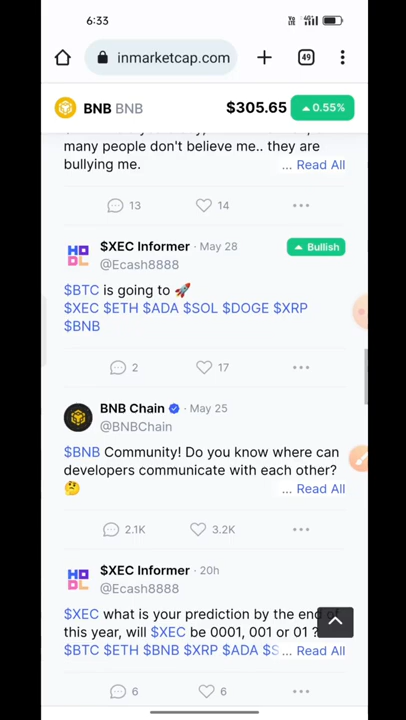 6:33
49
inmarketcap.com
BNB BNB
$305.65
0.55%
many people don't believe me.. they are
bullying me.
... Read All
13
14
$XEC Informer · May 28
Bullish
@Ecash8888
$BTC is going to 🚀
$XEC $ETH $ADA $SOL $DOGE $XRP
$BNB
2
17
BNB Chain · May 25
@BNBChain
$BNB Community! Do you know where can
developers communicate with each other?
🤔
... Read All
2.1K
3.2K
$XEC Informer · 20h
@Ecash8888
$XEC what is your prediction by the end of
this year, will $XEC be 0001, 001 or 01 ?
$BTC $ETH $BNB $XRP $ADA $S... Read All
6
6